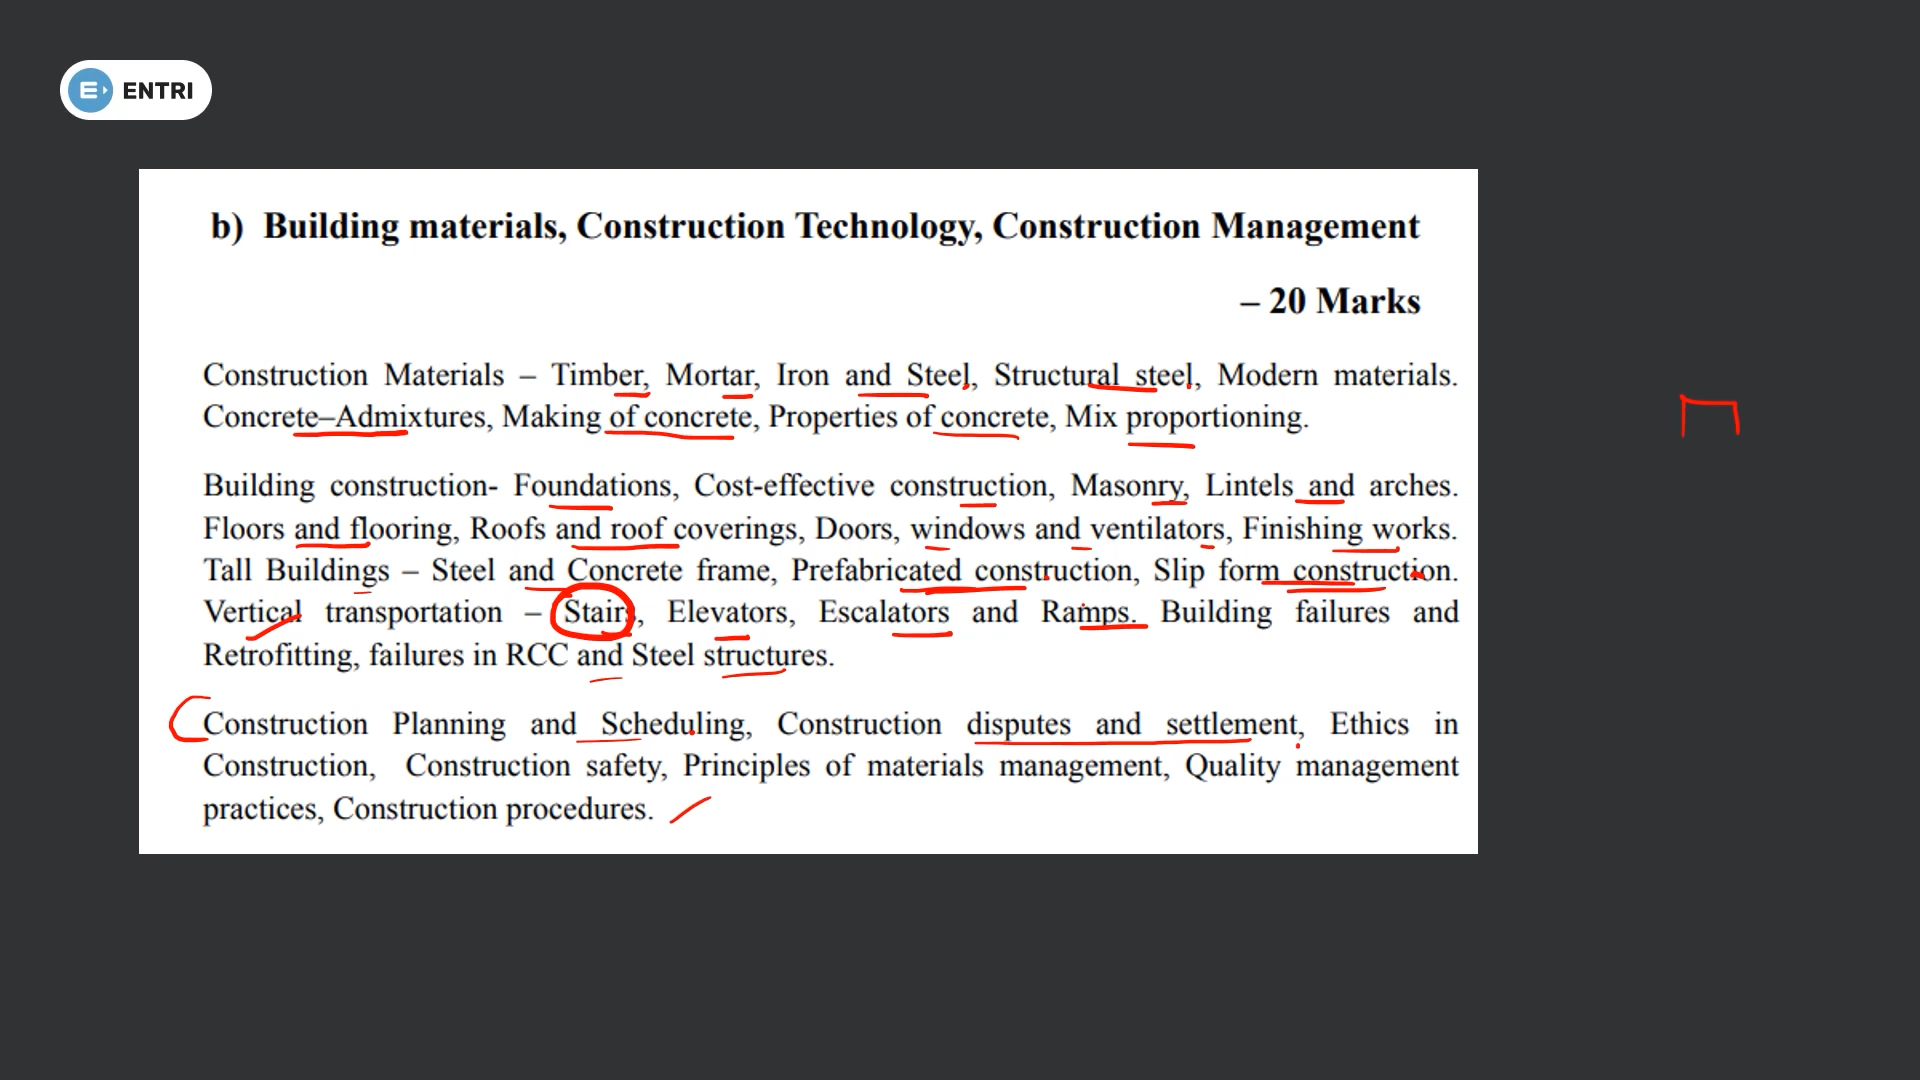 ENTRI
b) Building materials, Construction Technology, Construction Management
– 20 Marks
Construction Materials – Timber, Mortar, Iron and Steel, Structural steel, Modern materials.
Concrete–Admixtures, Making of concrete, Properties of concrete, Mix proportioning.
Building construction- Foundations, Cost-effective construction, Masonry, Lintels and arches.
Floors and flooring, Roofs and roof coverings, Doors, windows and ventilators, Finishing works.
Tall Buildings – Steel and Concrete frame, Prefabricated construction, Slip form construction.
Vertical transportation – Stairs, Elevators, Escalators and Ramps. Building failures and
Retrofitting, failures in RCC and Steel structures.
Construction Planning and Scheduling, Construction disputes and settlement, Ethics in
Construction, Construction safety, Principles of materials management, Quality management
practices, Construction procedures.